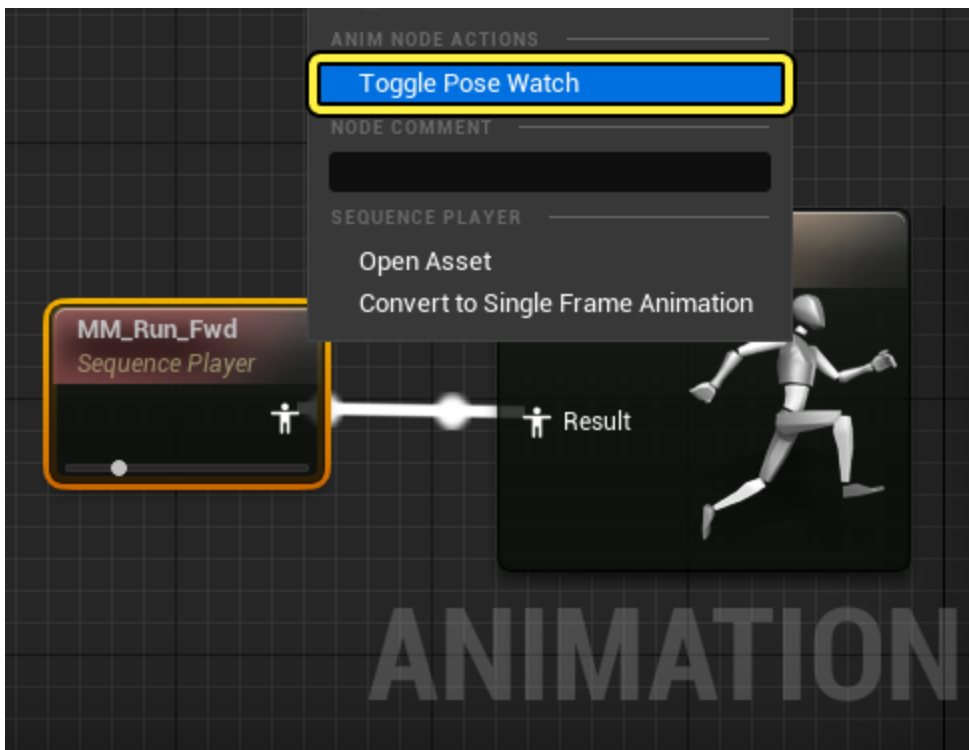 ANIM NODE ACTIONS
Toggle Pose Watch
NODE COMMENT
SEQUENCE PLAYER
Open Asset
Convert to Single Frame Animation
MM_Run_Fwd
Sequence Player
Result
ANIMATION